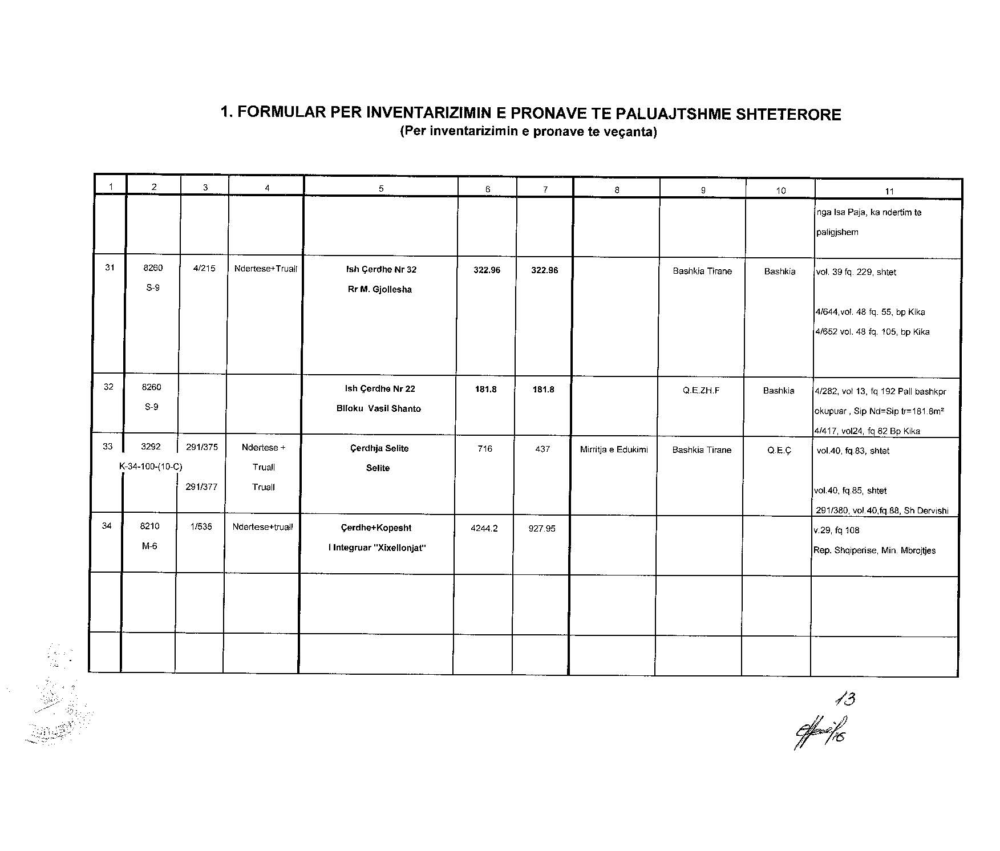 1. FORMULAR PER INVENTARIZIMIN E PRONAVE TE PALUAJTSHME SHTETERORE
(Per inventarizimin e pronave te veçanta)
1 2 3 4 5 6 7 8 9 10 11
nga Isa Paja, ka ndertim te
paligjshem
31 8260 4/215 Ndertese+Truall Ish Çerdhe Nr 32 322.96 322.96 Bashkia Tirane Bashkia vol. 39 fq. 229, shtet
S-9 Rr M. Gjollesha
4/644,vol. 48 fq. 55, bp Kika
4/652 vol. 48 fq. 105, bp Kika
32 8260 Ish Çerdhe Nr 22 181.8 181.8 Q.E.ZH.F Bashkia 4/282, vol 13, fq 192 Pall bashkpr
S-9 Blloku Vasil Shanto okupuar , Sip Nd=Sip tr=181.8m²
4/417, vol24, fq 82 Bp Kika
33 3292 291/375 Ndertese + Çerdhja Selite 716 437 Mirritja e Edukimi Bashkia Tirane Q.E.Ç vol.40, fq.83, shtet
K-34-100-(10-C) Truall Selite
291/377 Truall vol.40, fq.85, shtet
291/380, vol.40,fq.88, Sh Dervishi
34 8210 1/535 Ndertese+truall Çerdhe+Kopesht 4244.2 927.95 v.29, fq 108
M-6 I Integruar "Xixellonjat" Rep. Shqiperise, Min. Mbrojtjes
13